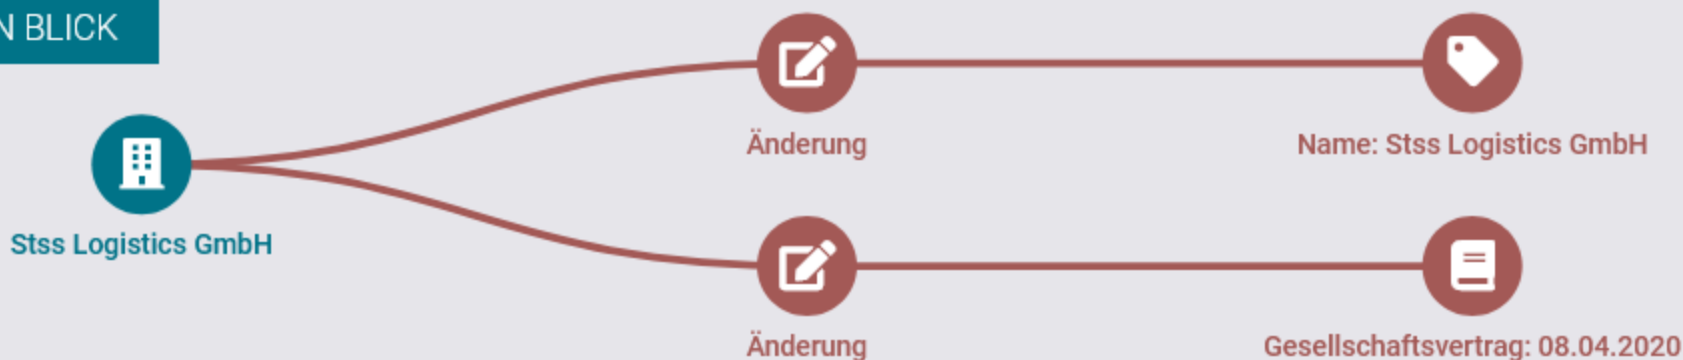 N BLICK
Änderung
Name: Stss Logistics GmbH
Stss Logistics GmbH
Änderung
Gesellschaftsvertrag: 08.04.2020